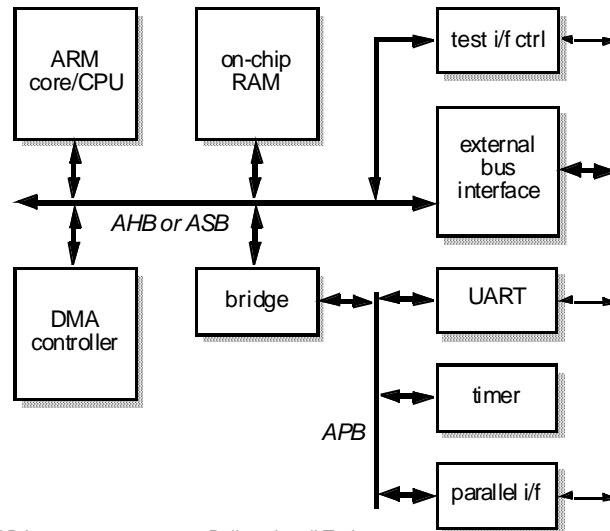 ARM
core/CPU
on-chip
RAM
test i/f ctrl
external
bus
interface
AHB or ASB
DMA
controller
bridge
UART
timer
APB
parallel i/f